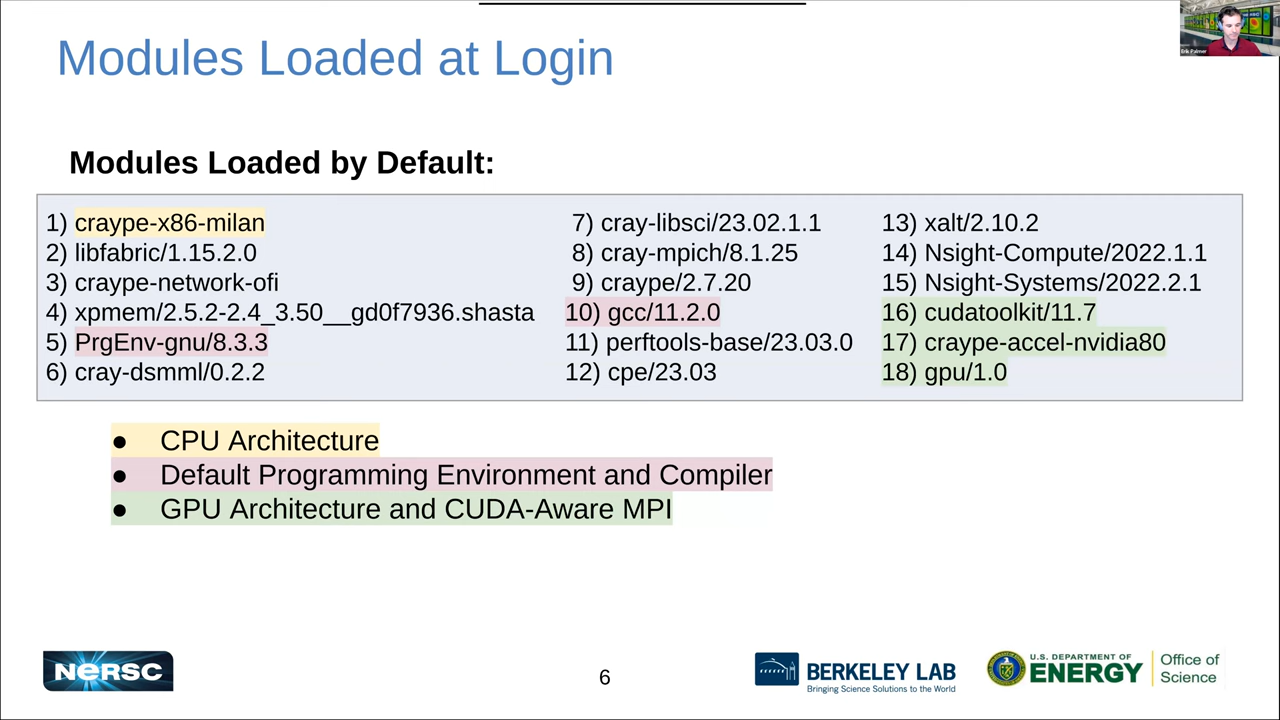 Modules Loaded at Login
Erik Palmer
Modules Loaded by Default:
1) craype-x86-milan
2) libfabric/1.15.2.0
3) craype-network-ofi
4) xpmem/2.5.2-2.4_3.50__gd0f7936.shasta
5) PrgEnv-gnu/8.3.3
6) cray-dsmml/0.2.2
7) cray-libsci/23.02.1.1
8) cray-mpich/8.1.25
9) craype/2.7.20
10) gcc/11.2.0
11) perftools-base/23.03.0
12) cpe/23.03
13) xalt/2.10.2
14) Nsight-Compute/2022.1.1
15) Nsight-Systems/2022.2.1
16) cudatoolkit/11.7
17) craype-accel-nvidia80
18) gpu/1.0
● CPU Architecture
● Default Programming Environment and Compiler
● GPU Architecture and CUDA-Aware MPI
NERSC
6
BERKELEY LAB
Bringing Science Solutions to the World
U.S. DEPARTMENT OF
ENERGY
Office of
Science